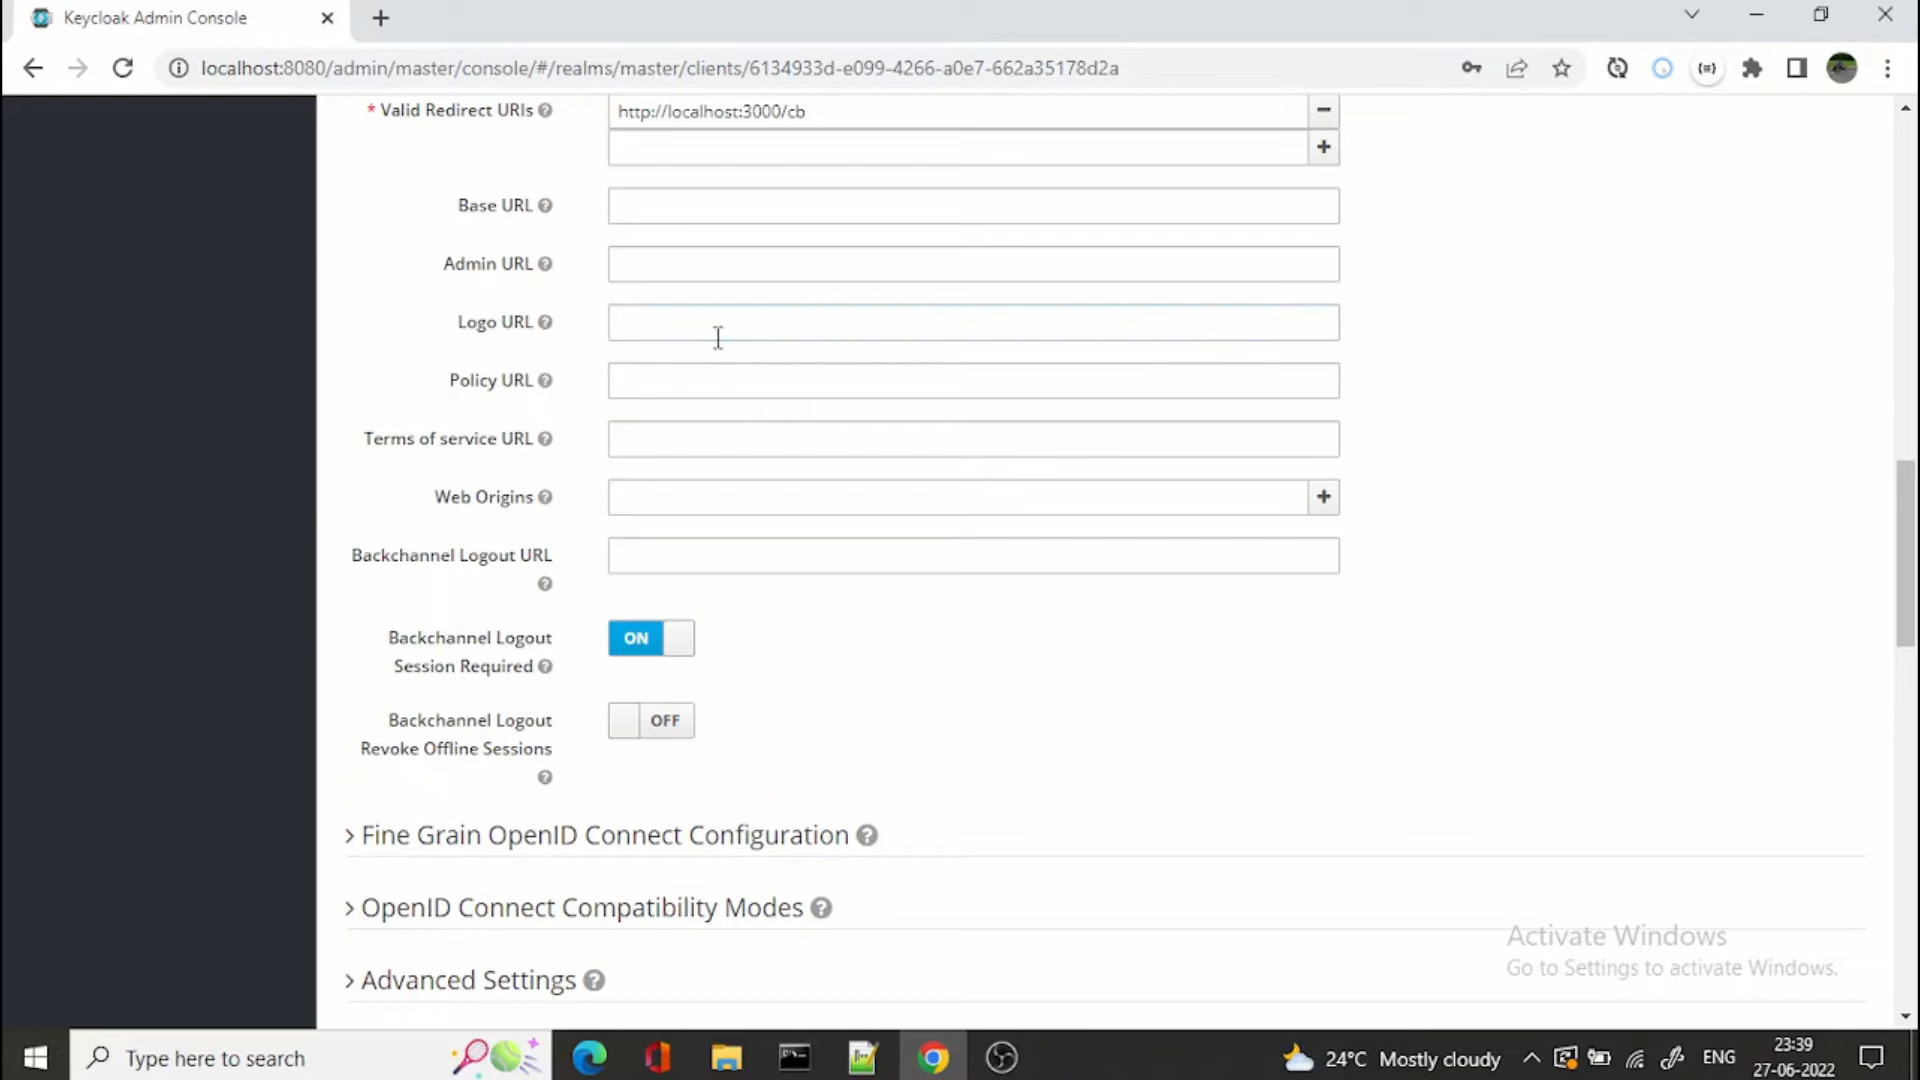 Keycloak Admin Console
localhost:8080/admin/master/console/#/realms/master/clients/6134933d-e099-4266-a0e7-662a35178d2a
* Valid Redirect URIs
http://localhost:3000/cb
Base URL
Admin URL
Logo URL
Policy URL
Terms of service URL
Web Origins
Backchannel Logout URL
Backchannel Logout
Session Required
ON
Backchannel Logout
Revoke Offline Sessions
OFF
Fine Grain OpenID Connect Configuration
OpenID Connect Compatibility Modes
Advanced Settings
Activate Windows
Go to Settings to activate Windows.
Type here to search
24°C Mostly cloudy
ENG
23:39
27-06-2022